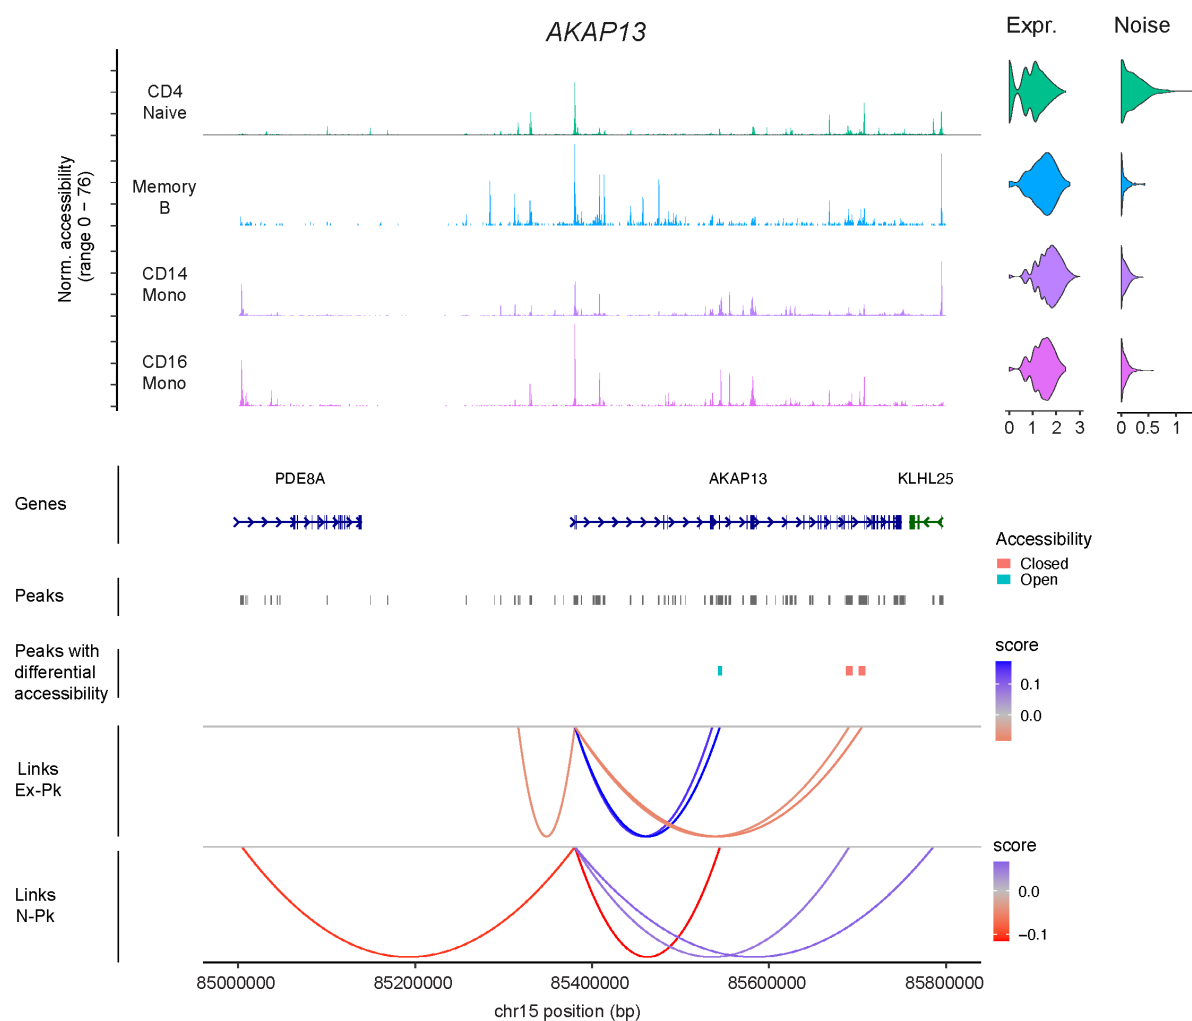 AKAP13
Expr.
Noise
Norm. accessibility
(range 0 – 76)
CD4
Naive
Memory
B
CD14
Mono
CD16
Mono
0 1 2 3
0 0.5 1
Genes
PDE8A
AKAP13
KLHL25
Accessibility
Closed
Open
Peaks
Peaks with
differential
accessibility
score
0.1
0.0
Links
Ex-Pk
score
0.0
−0.1
Links
N-Pk
85000000 85200000 85400000 85600000 85800000
chr15 position (bp)